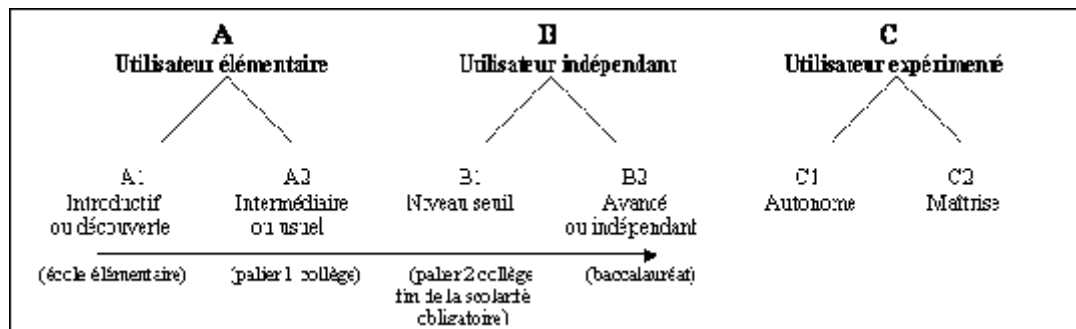 A B C
Utilisateur élémentaire Utilisateur indépendant Utilisateur expérimenté
A1 A2 B1 B2 C1 C2
Introductif Intermédiaire Niveau seuil Avancé Autonome Maîtrise
ou découverte ou usuel ou indépendant
(école élémentaire) (palier 1 collège) (palier 2 collège (baccalauréat)
fin de la scolarité
obligatoire)